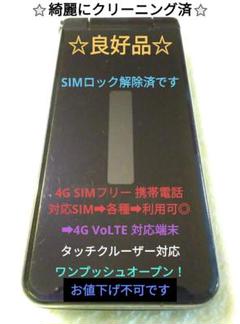 ☆綺麗にクリーニング済☆
☆良好品☆
SIMロック解除済です
4G SIMフリー 携帯電話
対応SIM➡各種➡利用可◎
➡4G VoLTE 対応端末
タッチクルーザー対応
ワンプッシュオープン！
お値下げ不可です